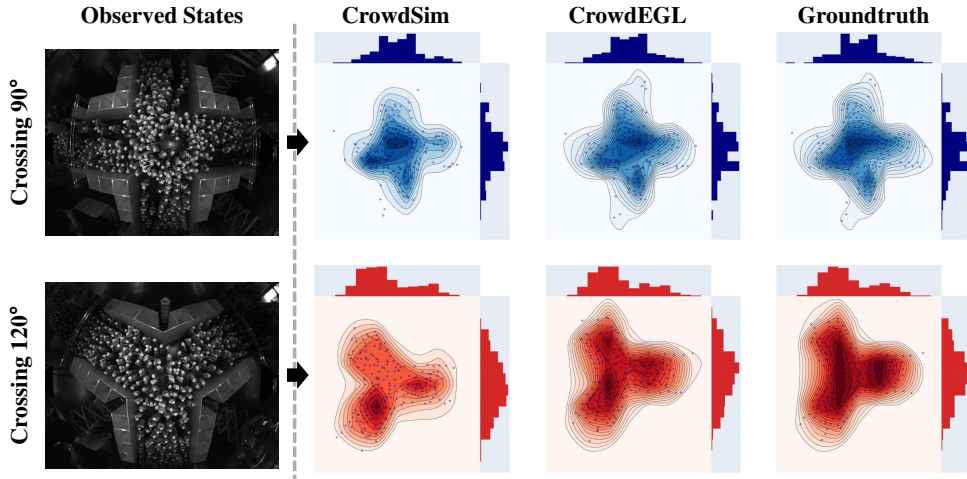 Observed States
CrowdSim
CrowdEGL
Groundtruth
Crossing 90°
Crossing 120°